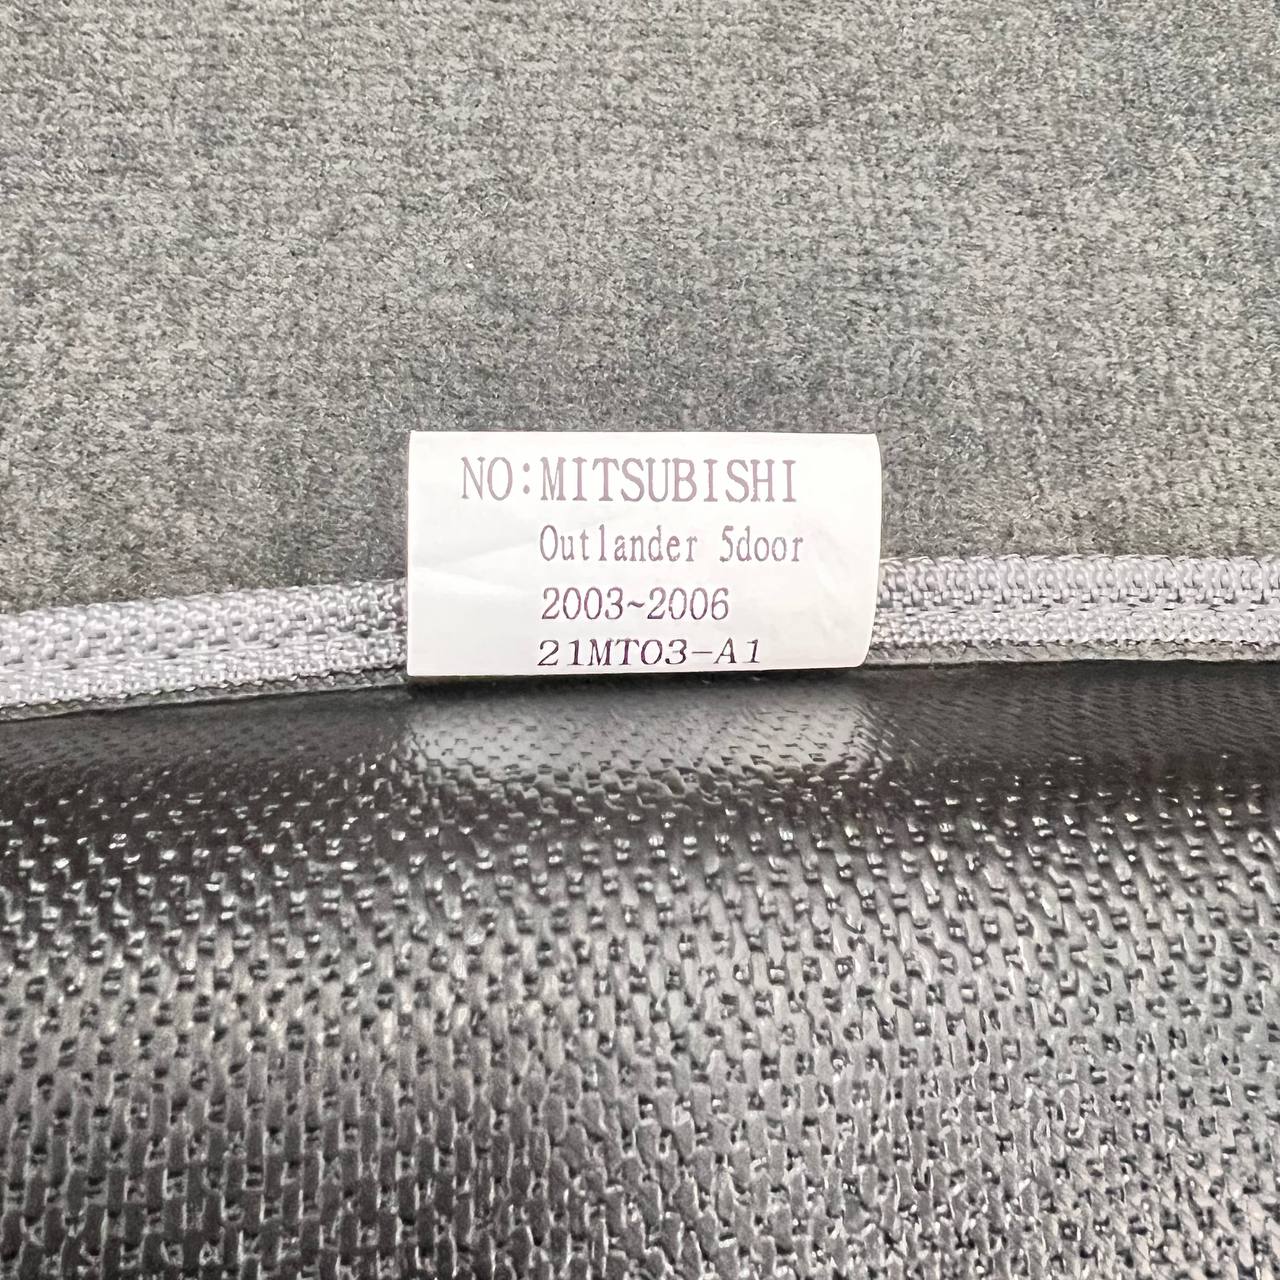 NO:MITSUBISHI
Outlander 5door
2003~2006
21MT03-A1